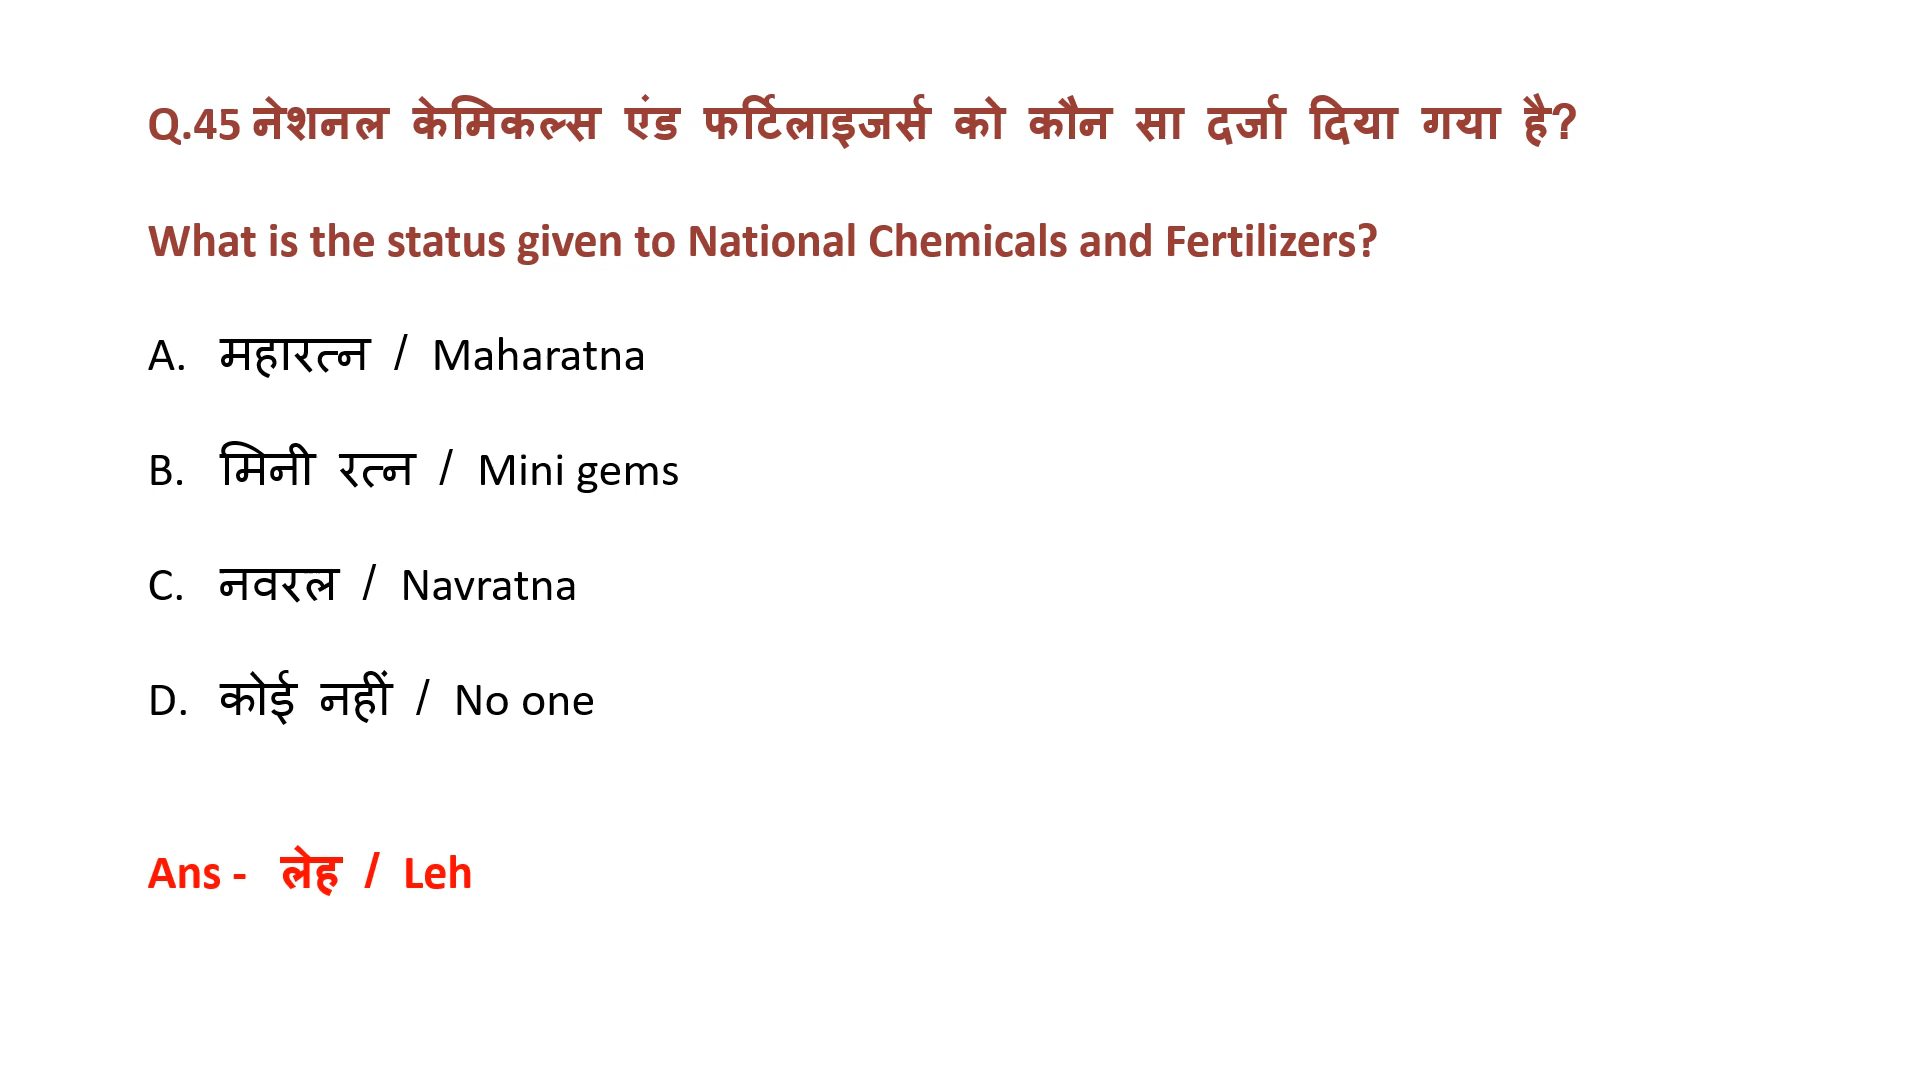 Q.45 नेशनल केमिकल्स एंड फर्टिलाइजर्स को कौन सा दर्जा दिया गया है?
What is the status given to National Chemicals and Fertilizers?
A. महारत्न / Maharatna
B. मिनी रत्न / Mini gems
C. नवरल / Navratna
D. कोई नहीं / No one
Ans - लेह / Leh